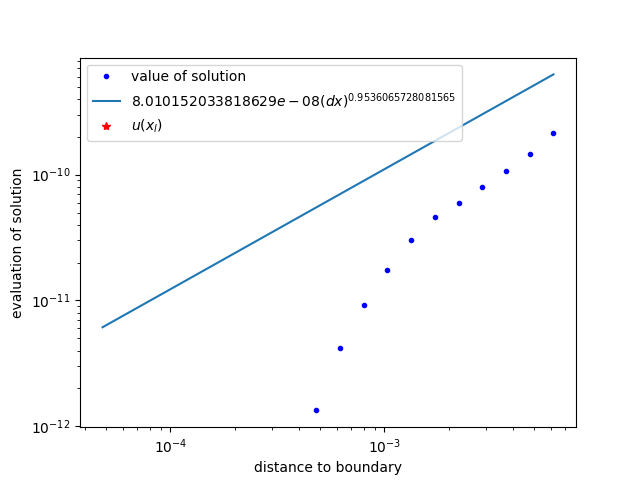 value of solution
8.010152033818629e − 08(dx)^0.9536065728081565
u(x_l)
evaluation of solution
10^−10
10^−11
10^−12
10^−4
10^−3
distance to boundary